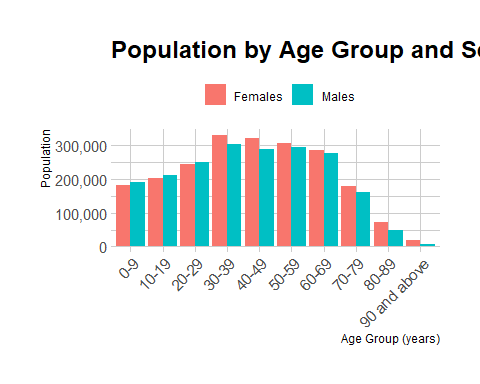 Population by Age Group and Se
Females Males
Population
300,000
200,000
100,000
0
0-9
10-19
20-29
30-39
40-49
50-59
60-69
70-79
80-89
90 and above
Age Group (years)